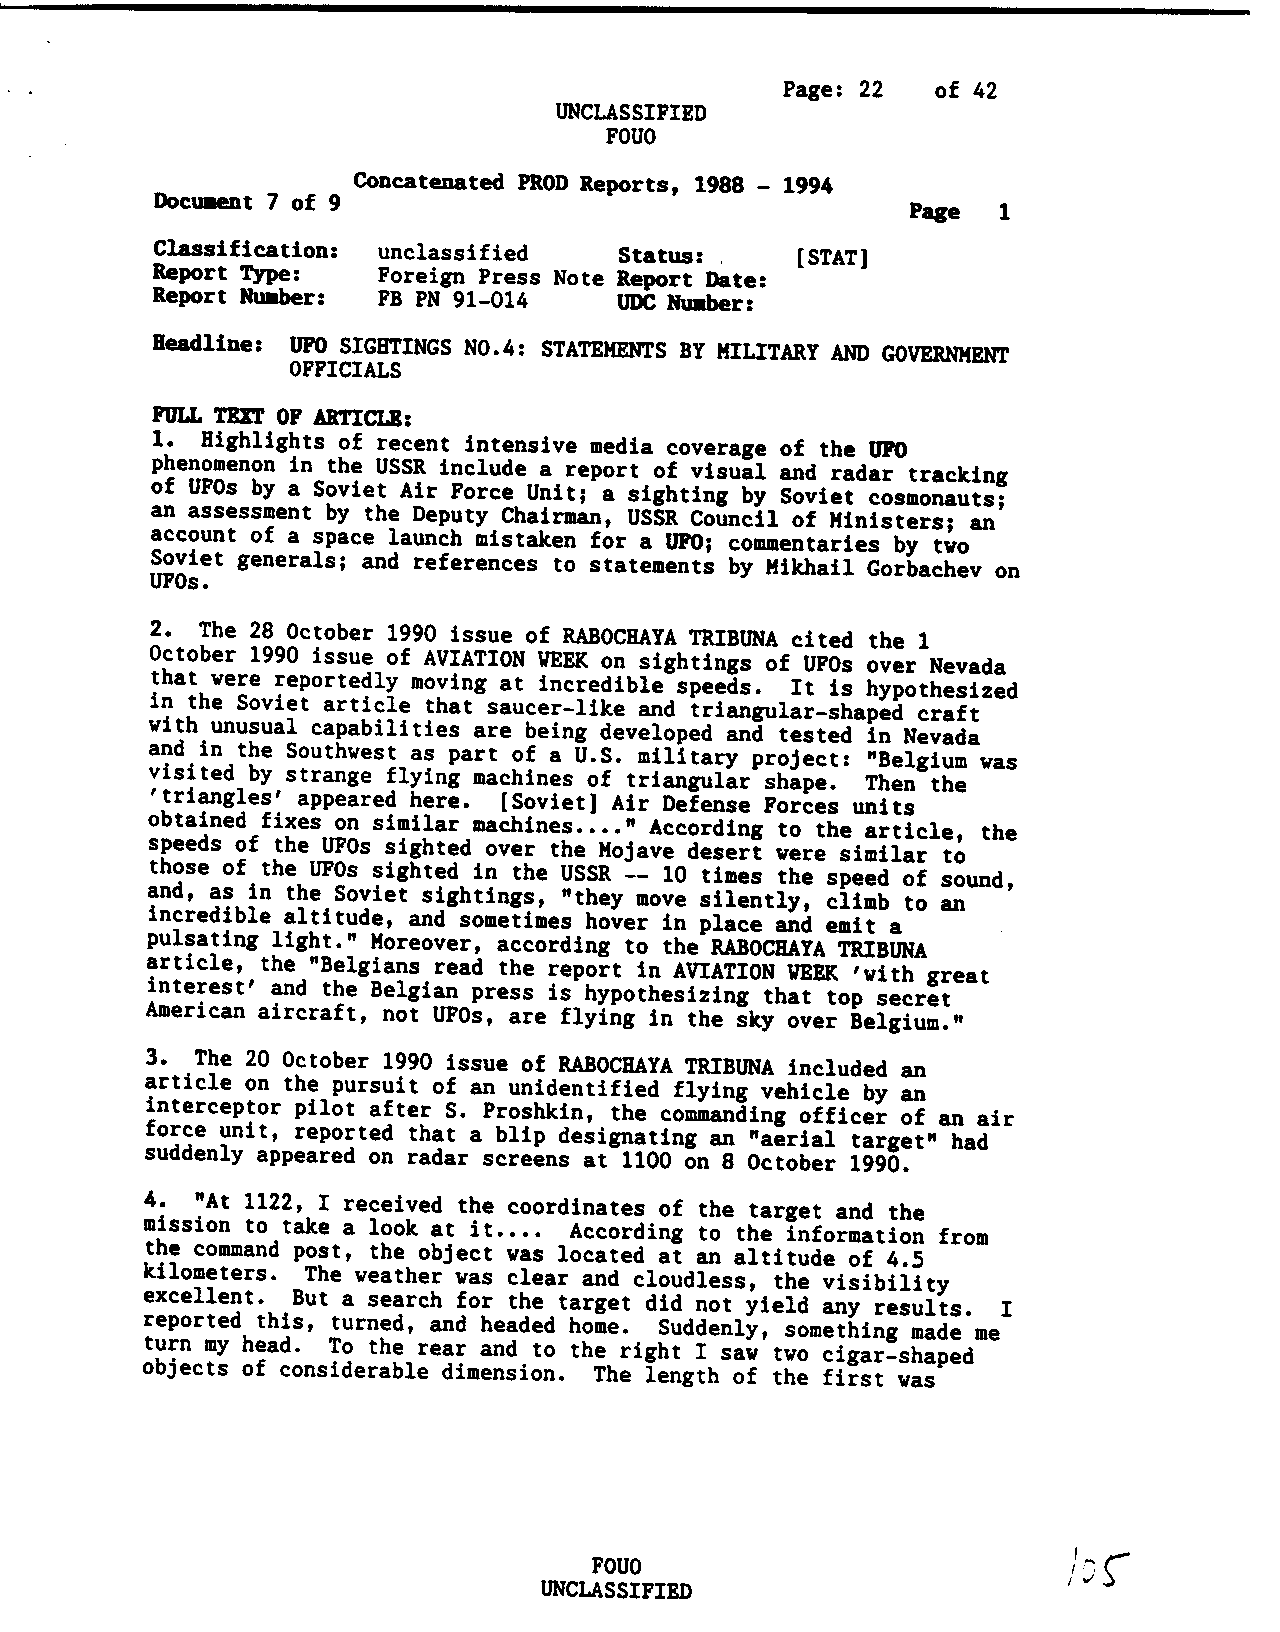 Page: 22 of 42
UNCLASSIFIED
FOUO
Concatenated PROD Reports, 1988 - 1994
Document 7 of 9
Page 1
Classification: unclassified Status: [STAT]
Report Type: Foreign Press Note Report Date:
Report Number: FB PN 91-014 UDC Number:
Headline: UFO SIGHTINGS NO.4: STATEMENTS BY MILITARY AND GOVERNMENT
OFFICIALS
FULL TEXT OF ARTICLE:
1. Highlights of recent intensive media coverage of the UFO
phenomenon in the USSR include a report of visual and radar tracking
of UFOs by a Soviet Air Force Unit; a sighting by Soviet cosmonauts;
an assessment by the Deputy Chairman, USSR Council of Ministers; an
account of a space launch mistaken for a UFO; commentaries by two
Soviet generals; and references to statements by Mikhail Gorbachev on
UFOs.
2. The 28 October 1990 issue of RABOCHAYA TRIBUNA cited the 1
October 1990 issue of AVIATION WEEK on sightings of UFOs over Nevada
that were reportedly moving at incredible speeds. It is hypothesized
in the Soviet article that saucer-like and triangular-shaped craft
with unusual capabilities are being developed and tested in Nevada
and in the Southwest as part of a U.S. military project: "Belgium was
visited by strange flying machines of triangular shape. Then the
'triangles' appeared here. [Soviet] Air Defense Forces units
obtained fixes on similar machines...." According to the article, the
speeds of the UFOs sighted over the Mojave desert were similar to
those of the UFOs sighted in the USSR -- 10 times the speed of sound,
and, as in the Soviet sightings, "they move silently, climb to an
incredible altitude, and sometimes hover in place and emit a
pulsating light." Moreover, according to the RABOCHAYA TRIBUNA
article, the "Belgians read the report in AVIATION WEEK 'with great
interest' and the Belgian press is hypothesizing that top secret
American aircraft, not UFOs, are flying in the sky over Belgium."
3. The 20 October 1990 issue of RABOCHAYA TRIBUNA included an
article on the pursuit of an unidentified flying vehicle by an
interceptor pilot after S. Proshkin, the commanding officer of an air
force unit, reported that a blip designating an "aerial target" had
suddenly appeared on radar screens at 1100 on 8 October 1990.
4. "At 1122, I received the coordinates of the target and the
mission to take a look at it.... According to the information from
the command post, the object was located at an altitude of 4.5
kilometers. The weather was clear and cloudless, the visibility
excellent. But a search for the target did not yield any results. I
reported this, turned, and headed home. Suddenly, something made me
turn my head. To the rear and to the right I saw two cigar-shaped
objects of considerable dimension. The length of the first was
FOUO
UNCLASSIFIED
105